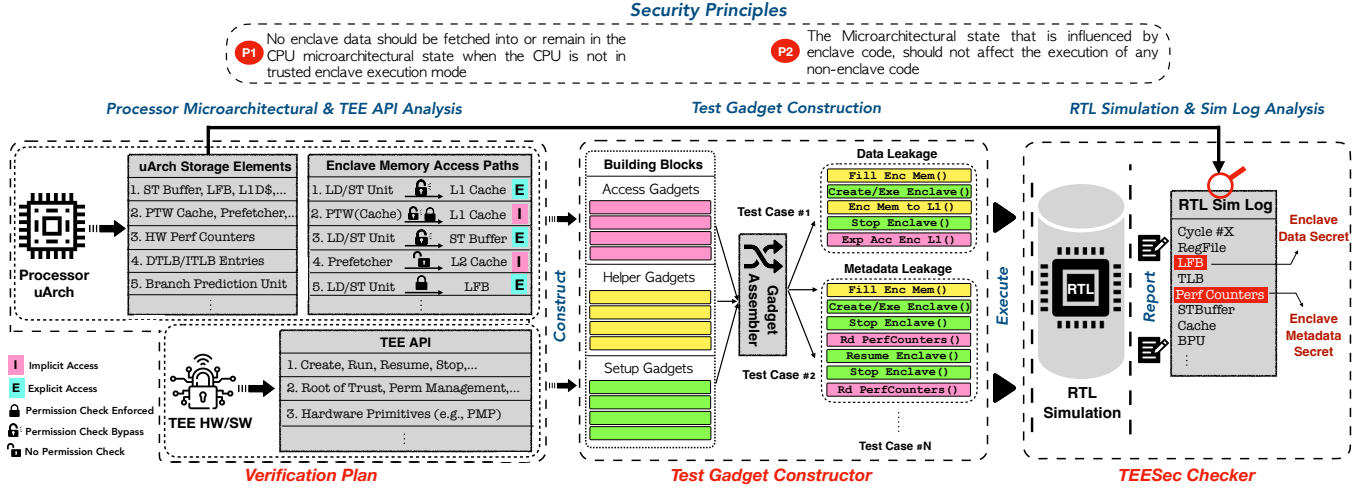 Security Principles
P1
No enclave data should be fetched into or remain in the
CPU microarchitectural state when the CPU is not in
trusted enclave execution mode
P2
The Microarchitectural state that is influenced by
enclave code, should not affect the execution of any
non-enclave code
Processor Microarchitectural & TEE API Analysis
Test Gadget Construction
RTL Simulation & Sim Log Analysis
Processor
uArch
uArch Storage Elements
1. ST Buffer, LFB, L1D$,...
2. PTW Cache, Prefetcher,...
3. HW Perf Counters
4. DTLB/ITLB Entries
5. Branch Prediction Unit
⋮
Enclave Memory Access Paths
1. LD/ST Unit L1 Cache E
2. PTW(Cache) L1 Cache I
3. LD/ST Unit ST Buffer E
4. Prefetcher L2 Cache I
5. LD/ST Unit LFB E
⋮
I Implicit Access
E Explicit Access
Permission Check Enforced
Permission Check Bypass
No Permission Check
TEE HW/SW
TEE API
1. Create, Run, Resume, Stop,...
2. Root of Trust, Perm Management,...
3. Hardware Primitives (e.g., PMP)
⋮
Verification Plan
Construct
Building Blocks
Access Gadgets
Helper Gadgets
Setup Gadgets
Gadget
Assembler
Test Case #1
Test Case #2
Data Leakage
Fill Enc Mem()
Create/Exe Enclave()
Enc Mem to L1()
Stop Enclave()
Exp Acc Enc L1()
Metadata Leakage
Fill Enc Mem()
Create/Exe Enclave()
Stop Enclave()
Rd PerfCounters()
Resume Enclave()
Stop Enclave()
Rd PerfCounters()
⋮
Test Case #N
Test Gadget Constructor
Execute
RTL
RTL
Simulation
Report
RTL Sim Log
Cycle #X
RegFile
LFB
TLB
Perf Counters
STBuffer
Cache
BPU
⋮
Enclave
Data Secret
Enclave
Metadata
Secret
TEESec Checker